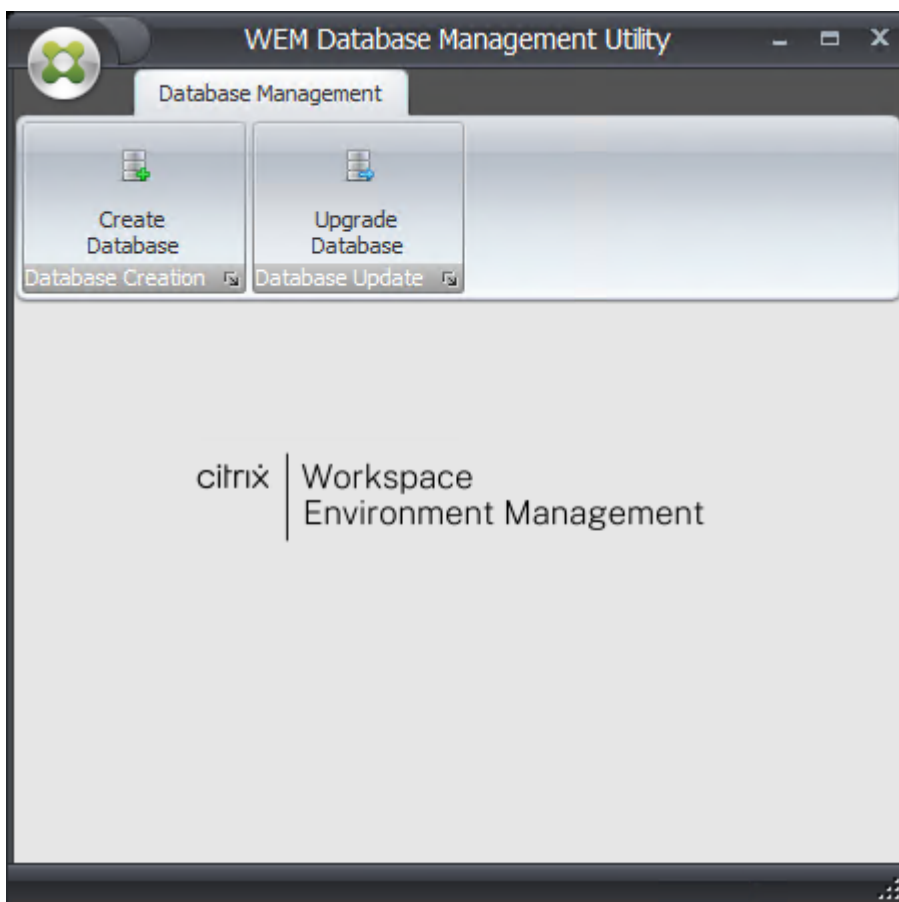 WEM Database Management Utility
Database Management
Create
Database
Upgrade
Database
Database Creation
Database Update
citrix
Workspace
Environment Management